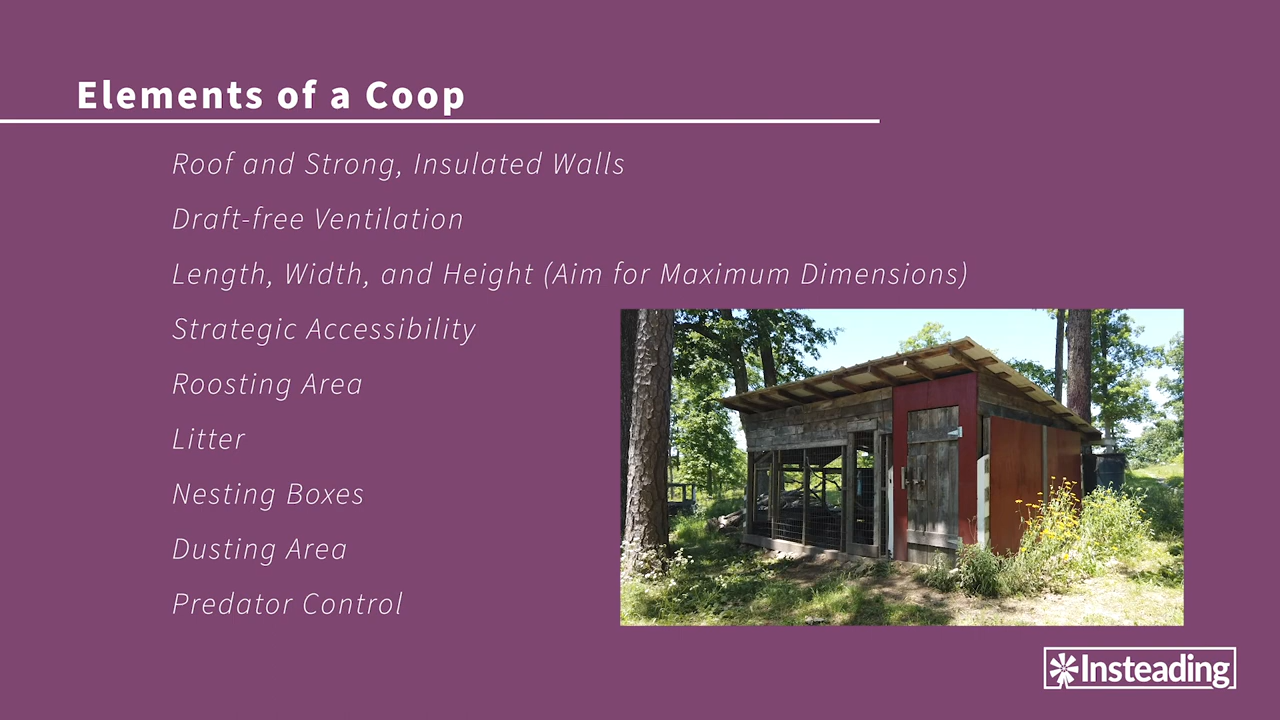 Elements of a Coop
Roof and Strong, Insulated Walls
Draft-free Ventilation
Length, Width, and Height (Aim for Maximum Dimensions)
Strategic Accessibility
Roosting Area
Litter
Nesting Boxes
Dusting Area
Predator Control
Insteading